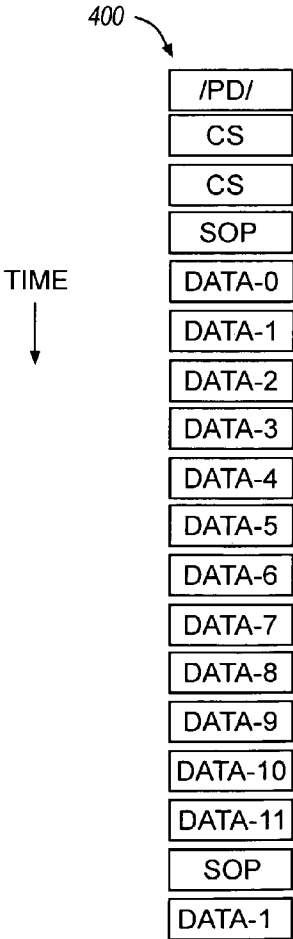 400
/PD/
CS
CS
SOP
TIME
DATA-0
DATA-1
DATA-2
DATA-3
DATA-4
DATA-5
DATA-6
DATA-7
DATA-8
DATA-9
DATA-10
DATA-11
SOP
DATA-1